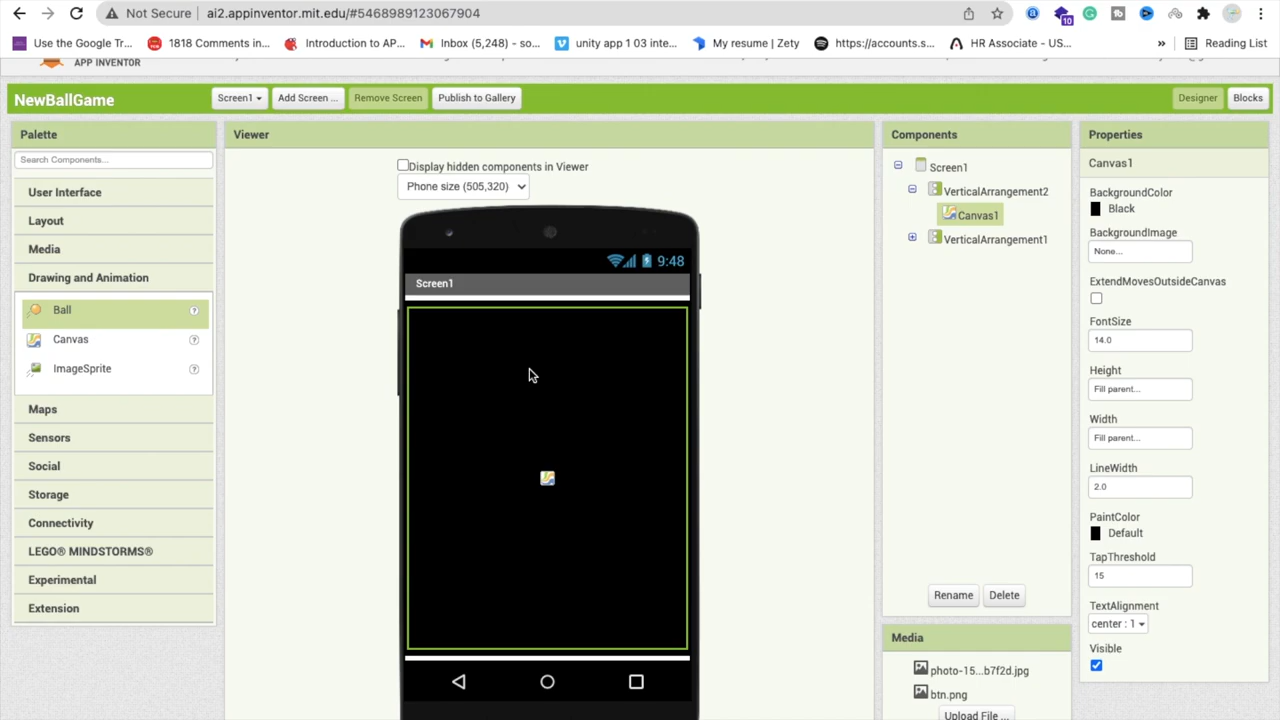 Not Secure | ai2.appinventor.mit.edu/#5468989123067904
10
Use the Google Tr... 1818 Comments in... Introduction to AP... Inbox (5,248) - so... unity app 1 03 inte... My resume | Zety https://accounts.s... HR Associate - US... » Reading List
APP INVENTOR
NewBallGame Screen1 Add Screen ... Remove Screen Publish to Gallery Designer Blocks
Palette
Search Components...
User Interface
Layout
Media
Drawing and Animation
Ball ?
Canvas ?
ImageSprite ?
Maps
Sensors
Social
Storage
Connectivity
LEGO® MINDSTORMS®
Experimental
Extension
Viewer
Display hidden components in Viewer
Phone size (505,320)
9:48
Screen1
Components
Screen1
VerticalArrangement2
Canvas1
VerticalArrangement1
Rename Delete
Media
photo-15...b7f2d.jpg
btn.png
Upload File ...
Properties
Canvas1
BackgroundColor
Black
BackgroundImage
None...
ExtendMovesOutsideCanvas
FontSize
14.0
Height
Fill parent...
Width
Fill parent...
LineWidth
2.0
PaintColor
Default
TapThreshold
15
TextAlignment
center : 1
Visible